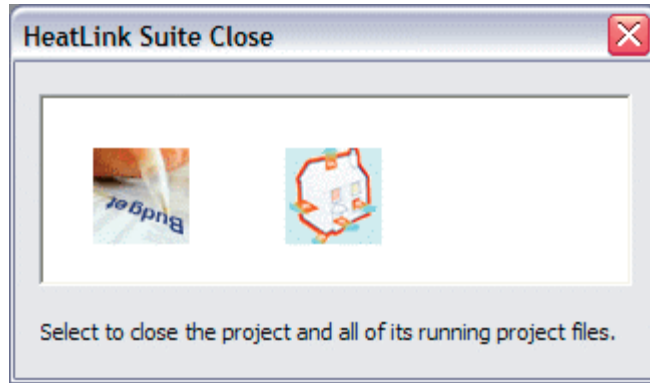 HeatLink Suite Close
Budget
Select to close the project and all of its running project files.